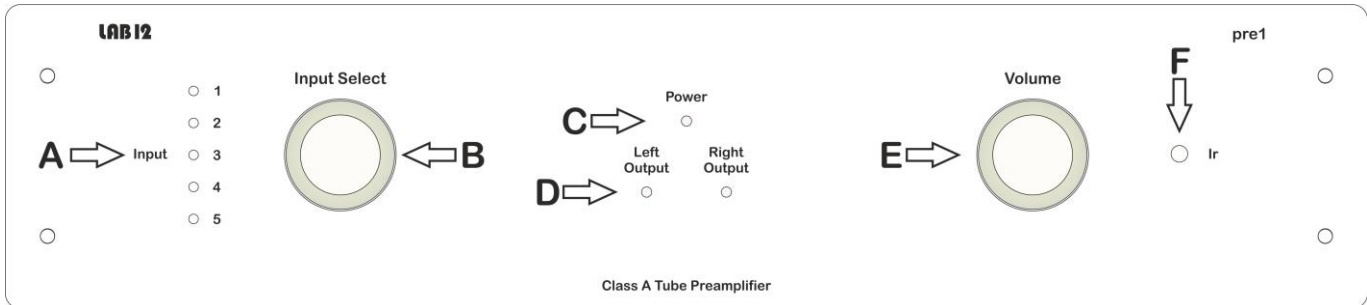 LAB12
pre1
F
Input Select
Volume
1
Power
C
2
A
Input
3
B
Left Output
Right Output
E
Ir
D
4
5
Class A Tube Preamplifier